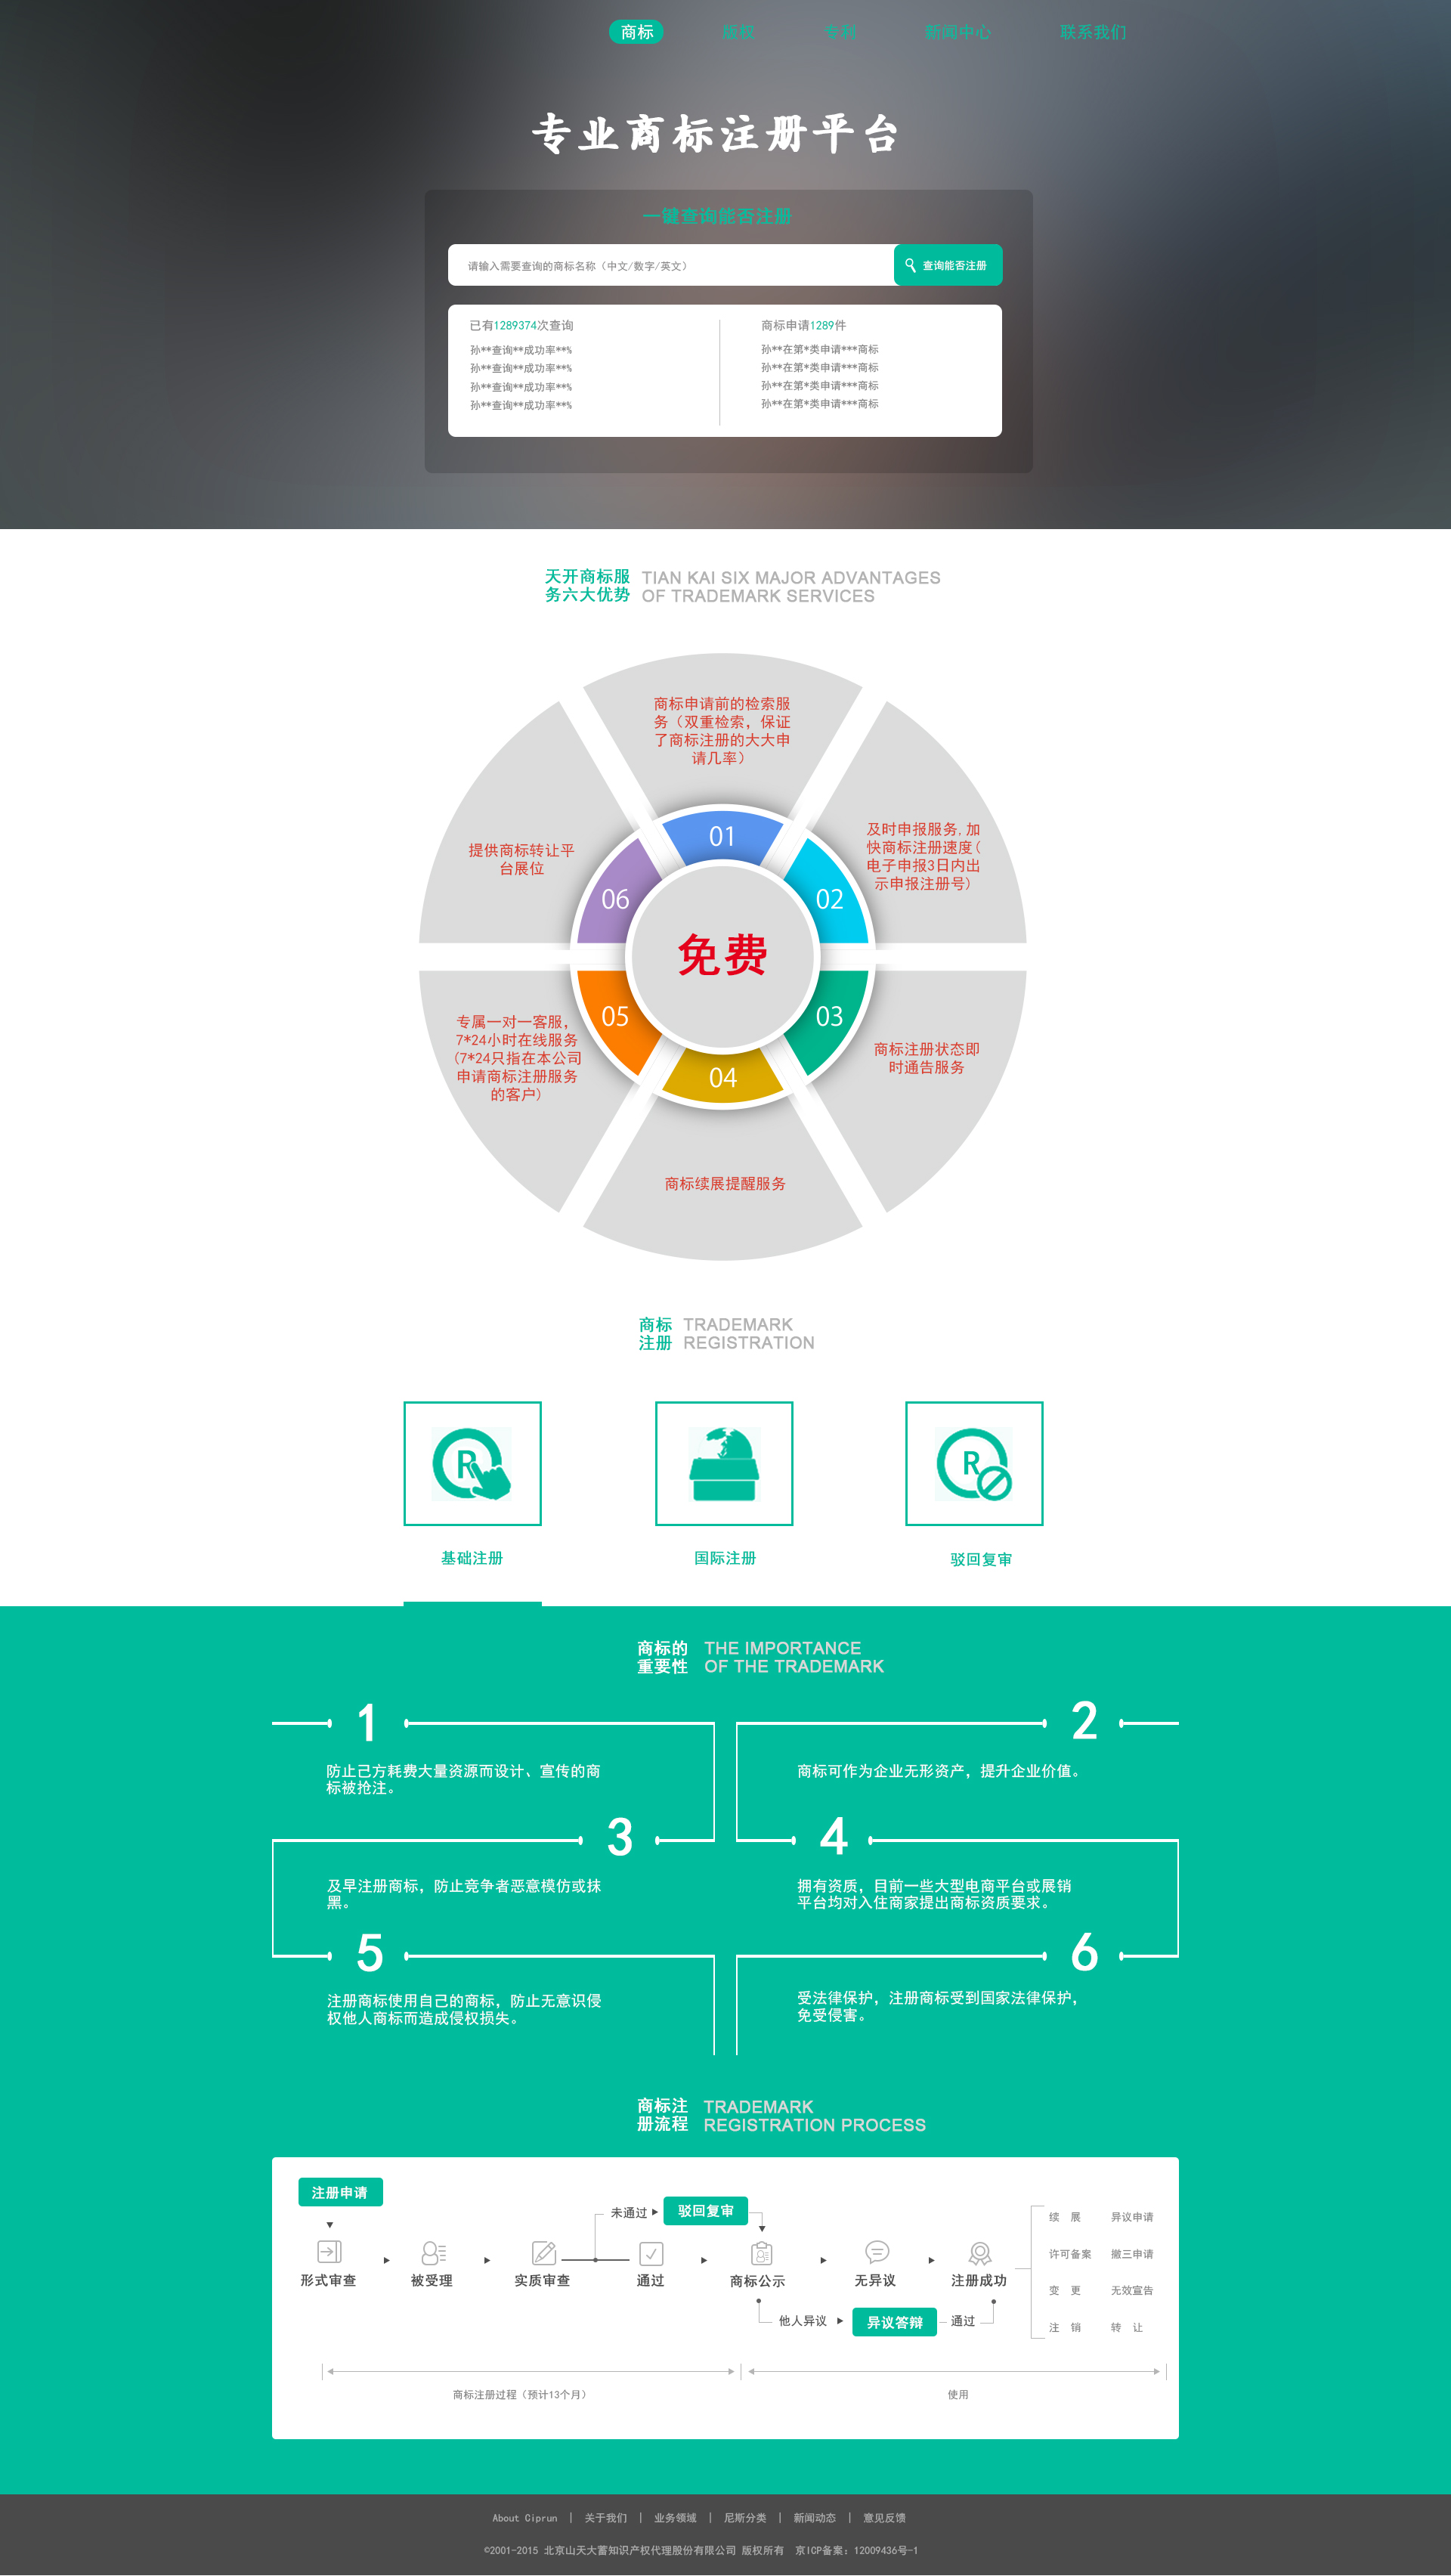 商标
版权
专利
新闻中心
联系我们
专业商标注册平台
一键查询能否注册
请输入需要查询的商标名称（中文/数字/英文）
查询能否注册
已有1289374次查询
孙**查询**成功率**%
孙**查询**成功率**%
孙**查询**成功率**%
孙**查询**成功率**%
商标申请1289件
孙**在第*类申请***商标
孙**在第*类申请***商标
孙**在第*类申请***商标
孙**在第*类申请***商标
天开商标服
务六大优势
TIAN KAI SIX MAJOR ADVANTAGES
OF TRADEMARK SERVICES
商标申请前的检索服
务（双重检索，保证
了商标注册的大大申
请几率）
01
及时申报服务,加
快商标注册速度(
电子申报3日内出
示申报注册号)
02
商标注册状态即
时通告服务
03
商标续展提醒服务
04
专属一对一客服，
7*24小时在线服务
(7*24只指在本公司
申请商标注册服务
的客户)
05
提供商标转让平
台展位
06
免费
商标
注册
TRADEMARK
REGISTRATION
R
R
基础注册
国际注册
驳回复审
商标的
重要性
THE IMPORTANCE
OF THE TRADEMARK
1
防止己方耗费大量资源而设计、宣传的商
标被抢注。
2
商标可作为企业无形资产，提升企业价值。
3
及早注册商标，防止竞争者恶意模仿或抹
黑。
4
拥有资质，目前一些大型电商平台或展销
平台均对入住商家提出商标资质要求。
5
注册商标使用自己的商标，防止无意识侵
权他人商标而造成侵权损失。
6
受法律保护，注册商标受到国家法律保护，
免受侵害。
商标注
册流程
TRADEMARK
REGISTRATION PROCESS
注册申请
未通过
驳回复审
形式审查
被受理
实质审查
通过
商标公示
无异议
注册成功
他人异议
异议答辩
通过
续 展 异议申请
许可备案 撤三申请
变 更 无效宣告
注 销 转 让
商标注册过程（预计13个月）
使用
About Ciprun | 关于我们 | 业务领域 | 尼斯分类 | 新闻动态 | 意见反馈
©2001-2015 北京山天大蓄知识产权代理股份有限公司 版权所有 京ICP备案：12009436号-1